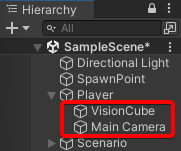 Hierarchy
All
SampleScene*
Directional Light
SpawnPoint
Player
VisionCube
Main Camera
Scenario